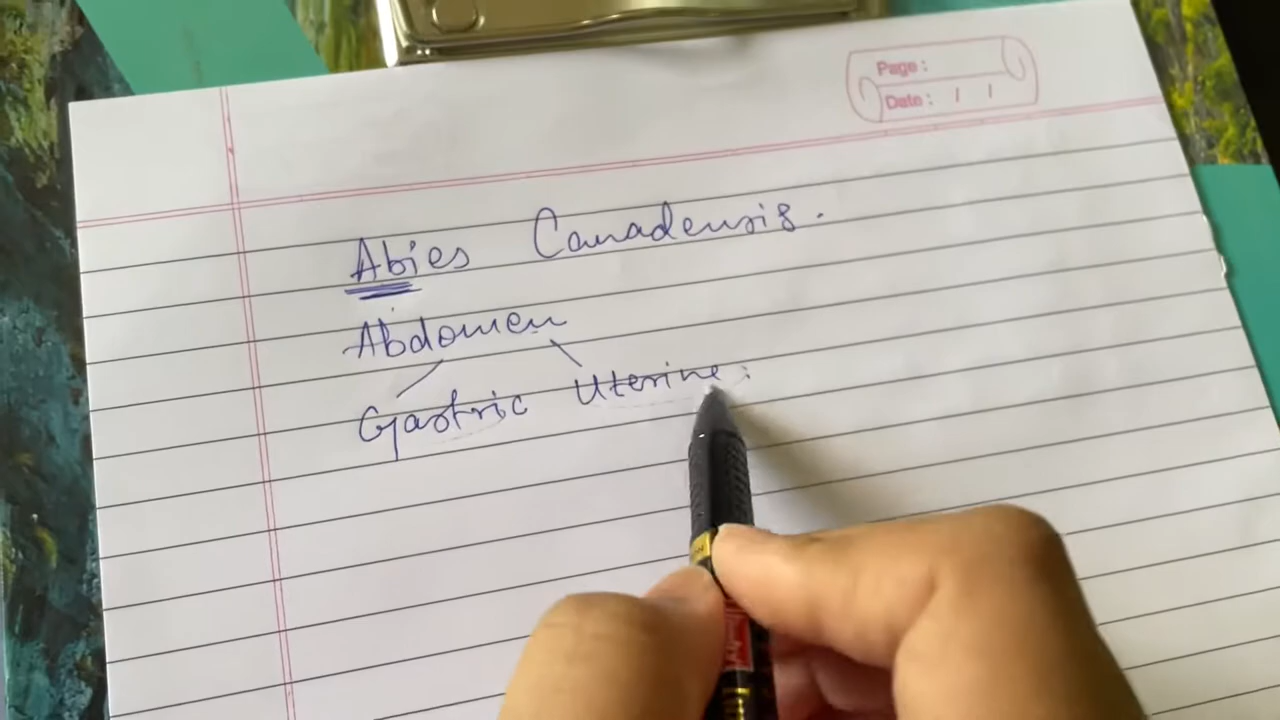 Page :
Date : / /
Abies Canadensis.
Abdomen
Gastric Uterine: